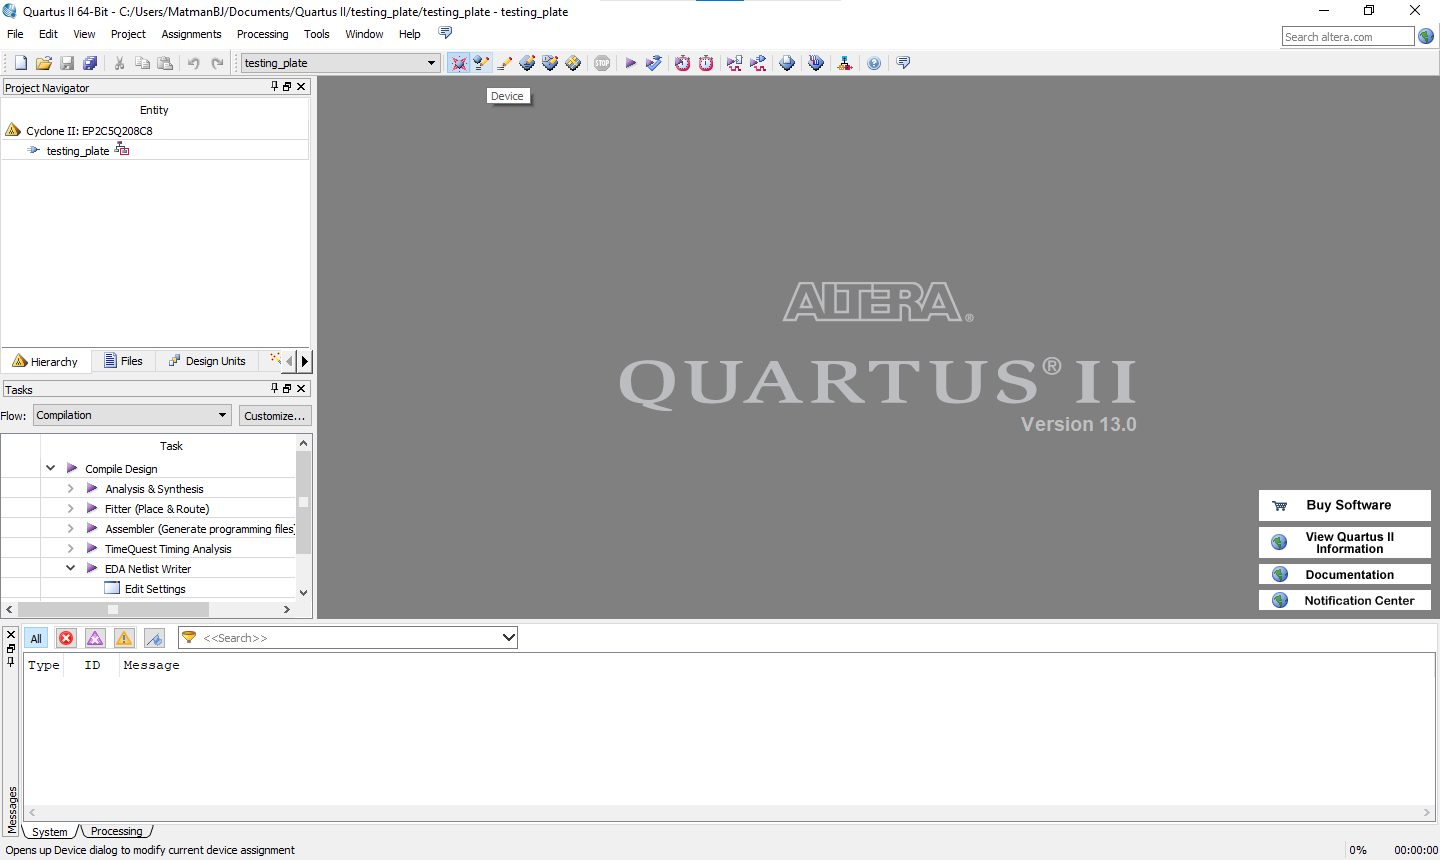 Quartus II 64-Bit - C:/Users/MatmanBJ/Documents/Quartus II/testing_plate/testing_plate - testing_plate
File Edit View Project Assignments Processing Tools Window Help
Search altera.com
testing_plate
STOP
Device
Project Navigator
Entity
Cyclone II: EP2C5Q208C8
testing_plate
Hierarchy Files Design Units
Tasks
Flow: Compilation Customize...
Task
Compile Design
Analysis & Synthesis
Fitter (Place & Route)
Assembler (Generate programming files)
TimeQuest Timing Analysis
EDA Netlist Writer
Edit Settings
ALTERA®
QUARTUS® II
Version 13.0
Buy Software
View Quartus II
Information
Documentation
Notification Center
All <<Search>>
Type ID Message
Messages
System Processing
Opens up Device dialog to modify current device assignment
0% 00:00:00